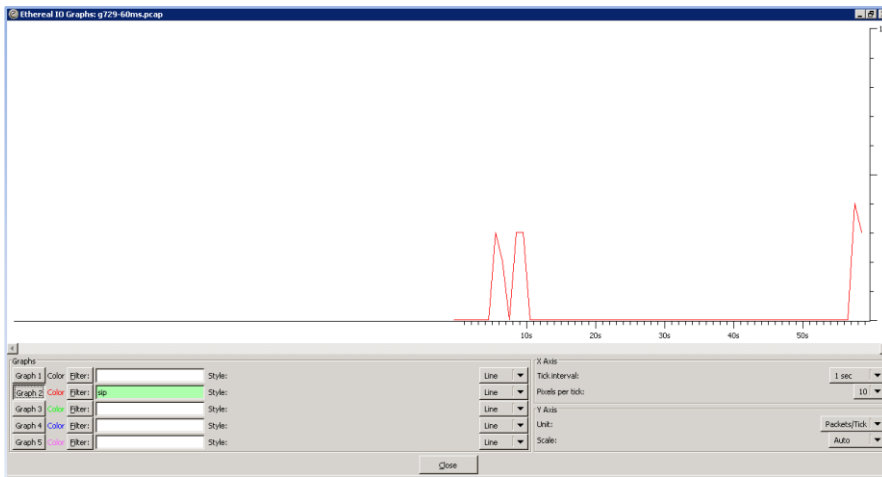 Ethereal IO Graphs: g729-60ms.pcap
10s 20s 30s 40s 50s
Graphs
Graph 1 Color Filter: Style: Line
Graph 2 Color Filter: sip Style: Line
Graph 3 Color Filter: Style: Line
Graph 4 Color Filter: Style: Line
Graph 5 Color Filter: Style: Line
X Axis
Tick interval: 1 sec
Pixels per tick: 10
Y Axis
Unit: Packets/Tick
Scale: Auto
Close